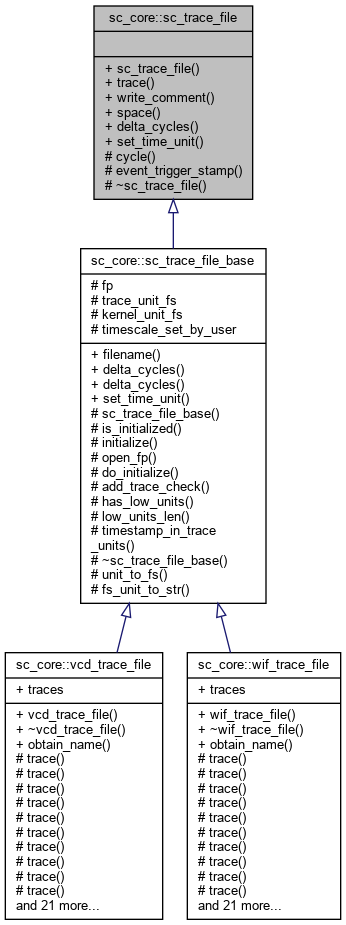 sc_core::sc_trace_file
+ sc_trace_file()
+ trace()
+ write_comment()
+ space()
+ delta_cycles()
+ set_time_unit()
# cycle()
# event_trigger_stamp()
# ~sc_trace_file()
sc_core::sc_trace_file_base
# fp
# trace_unit_fs
# kernel_unit_fs
# timescale_set_by_user
+ filename()
+ delta_cycles()
+ delta_cycles()
+ set_time_unit()
# sc_trace_file_base()
# is_initialized()
# initialize()
# open_fp()
# do_initialize()
# add_trace_check()
# has_low_units()
# low_units_len()
# timestamp_in_trace
_units()
# ~sc_trace_file_base()
# unit_to_fs()
# fs_unit_to_str()
sc_core::vcd_trace_file
+ traces
+ vcd_trace_file()
+ ~vcd_trace_file()
+ obtain_name()
# trace()
# trace()
# trace()
# trace()
# trace()
# trace()
# trace()
# trace()
# trace()
# trace()
and 21 more...
sc_core::wif_trace_file
+ traces
+ wif_trace_file()
+ ~wif_trace_file()
+ obtain_name()
# trace()
# trace()
# trace()
# trace()
# trace()
# trace()
# trace()
# trace()
# trace()
# trace()
and 21 more...